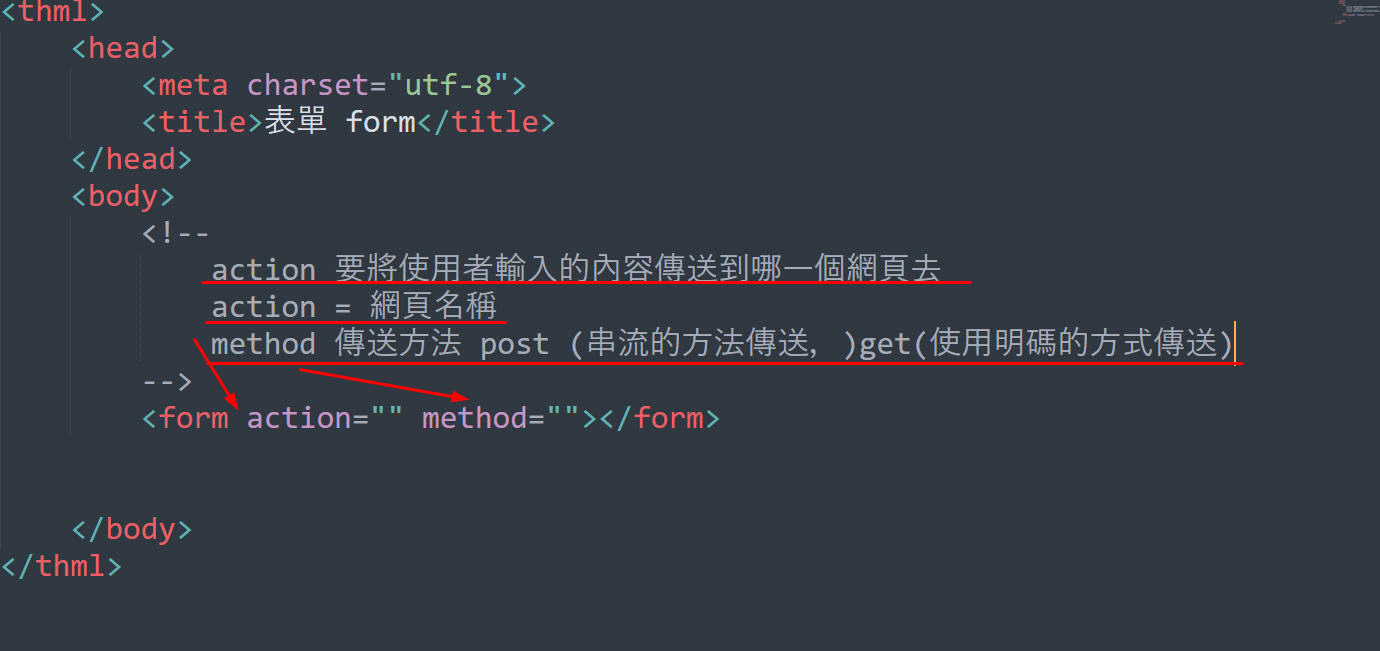 <thml>
<head>
<meta charset="utf-8">
<title>表單 form</title>
</head>
<body>
<!--
action 要將使用者輸入的內容傳送到哪一個網頁去
action = 網頁名稱
method 傳送方法 post (串流的方法傳送, )get(使用明碼的方式傳送)
-->
<form action="" method=""></form>
</body>
</thml>